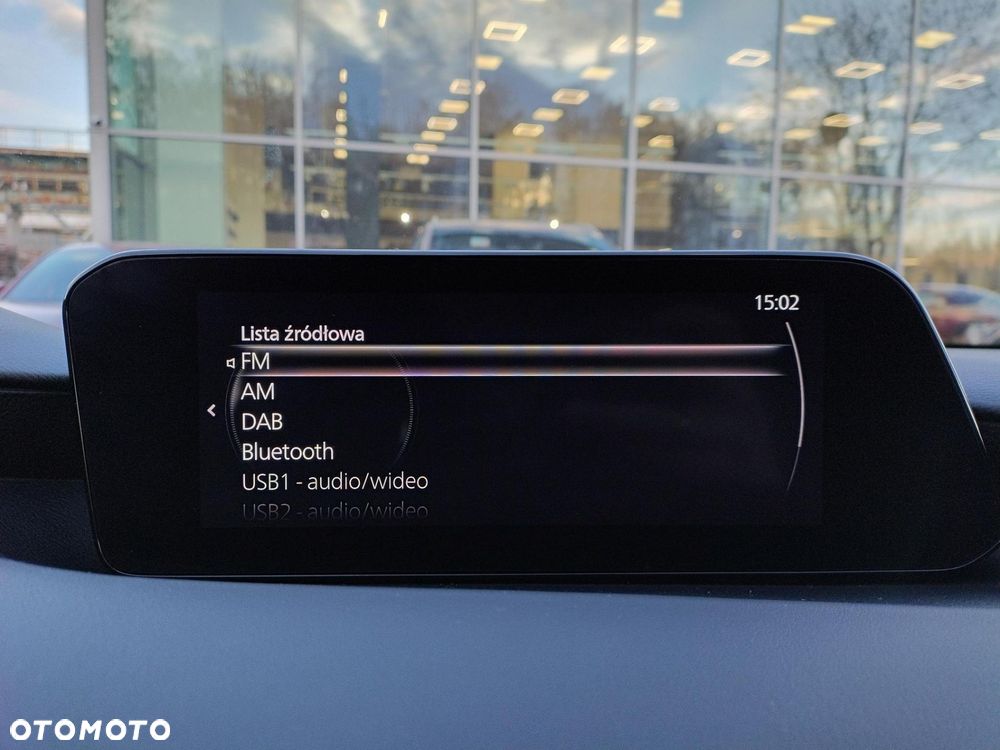 15:02
Lista źródłowa
FM
AM
DAB
Bluetooth
USB1 - audio/wideo
USB2 - audio/wideo
OTOMOTO